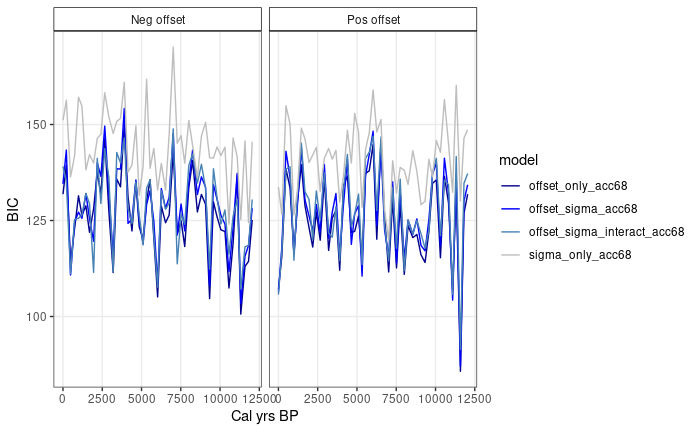 Neg offset
Pos offset
BIC
150
125
100
0
2500
5000
7500
10000
12500
0
2500
5000
7500
10000
12500
Cal yrs BP
model
offset_only_acc68
offset_sigma_acc68
offset_sigma_interact_acc68
sigma_only_acc68